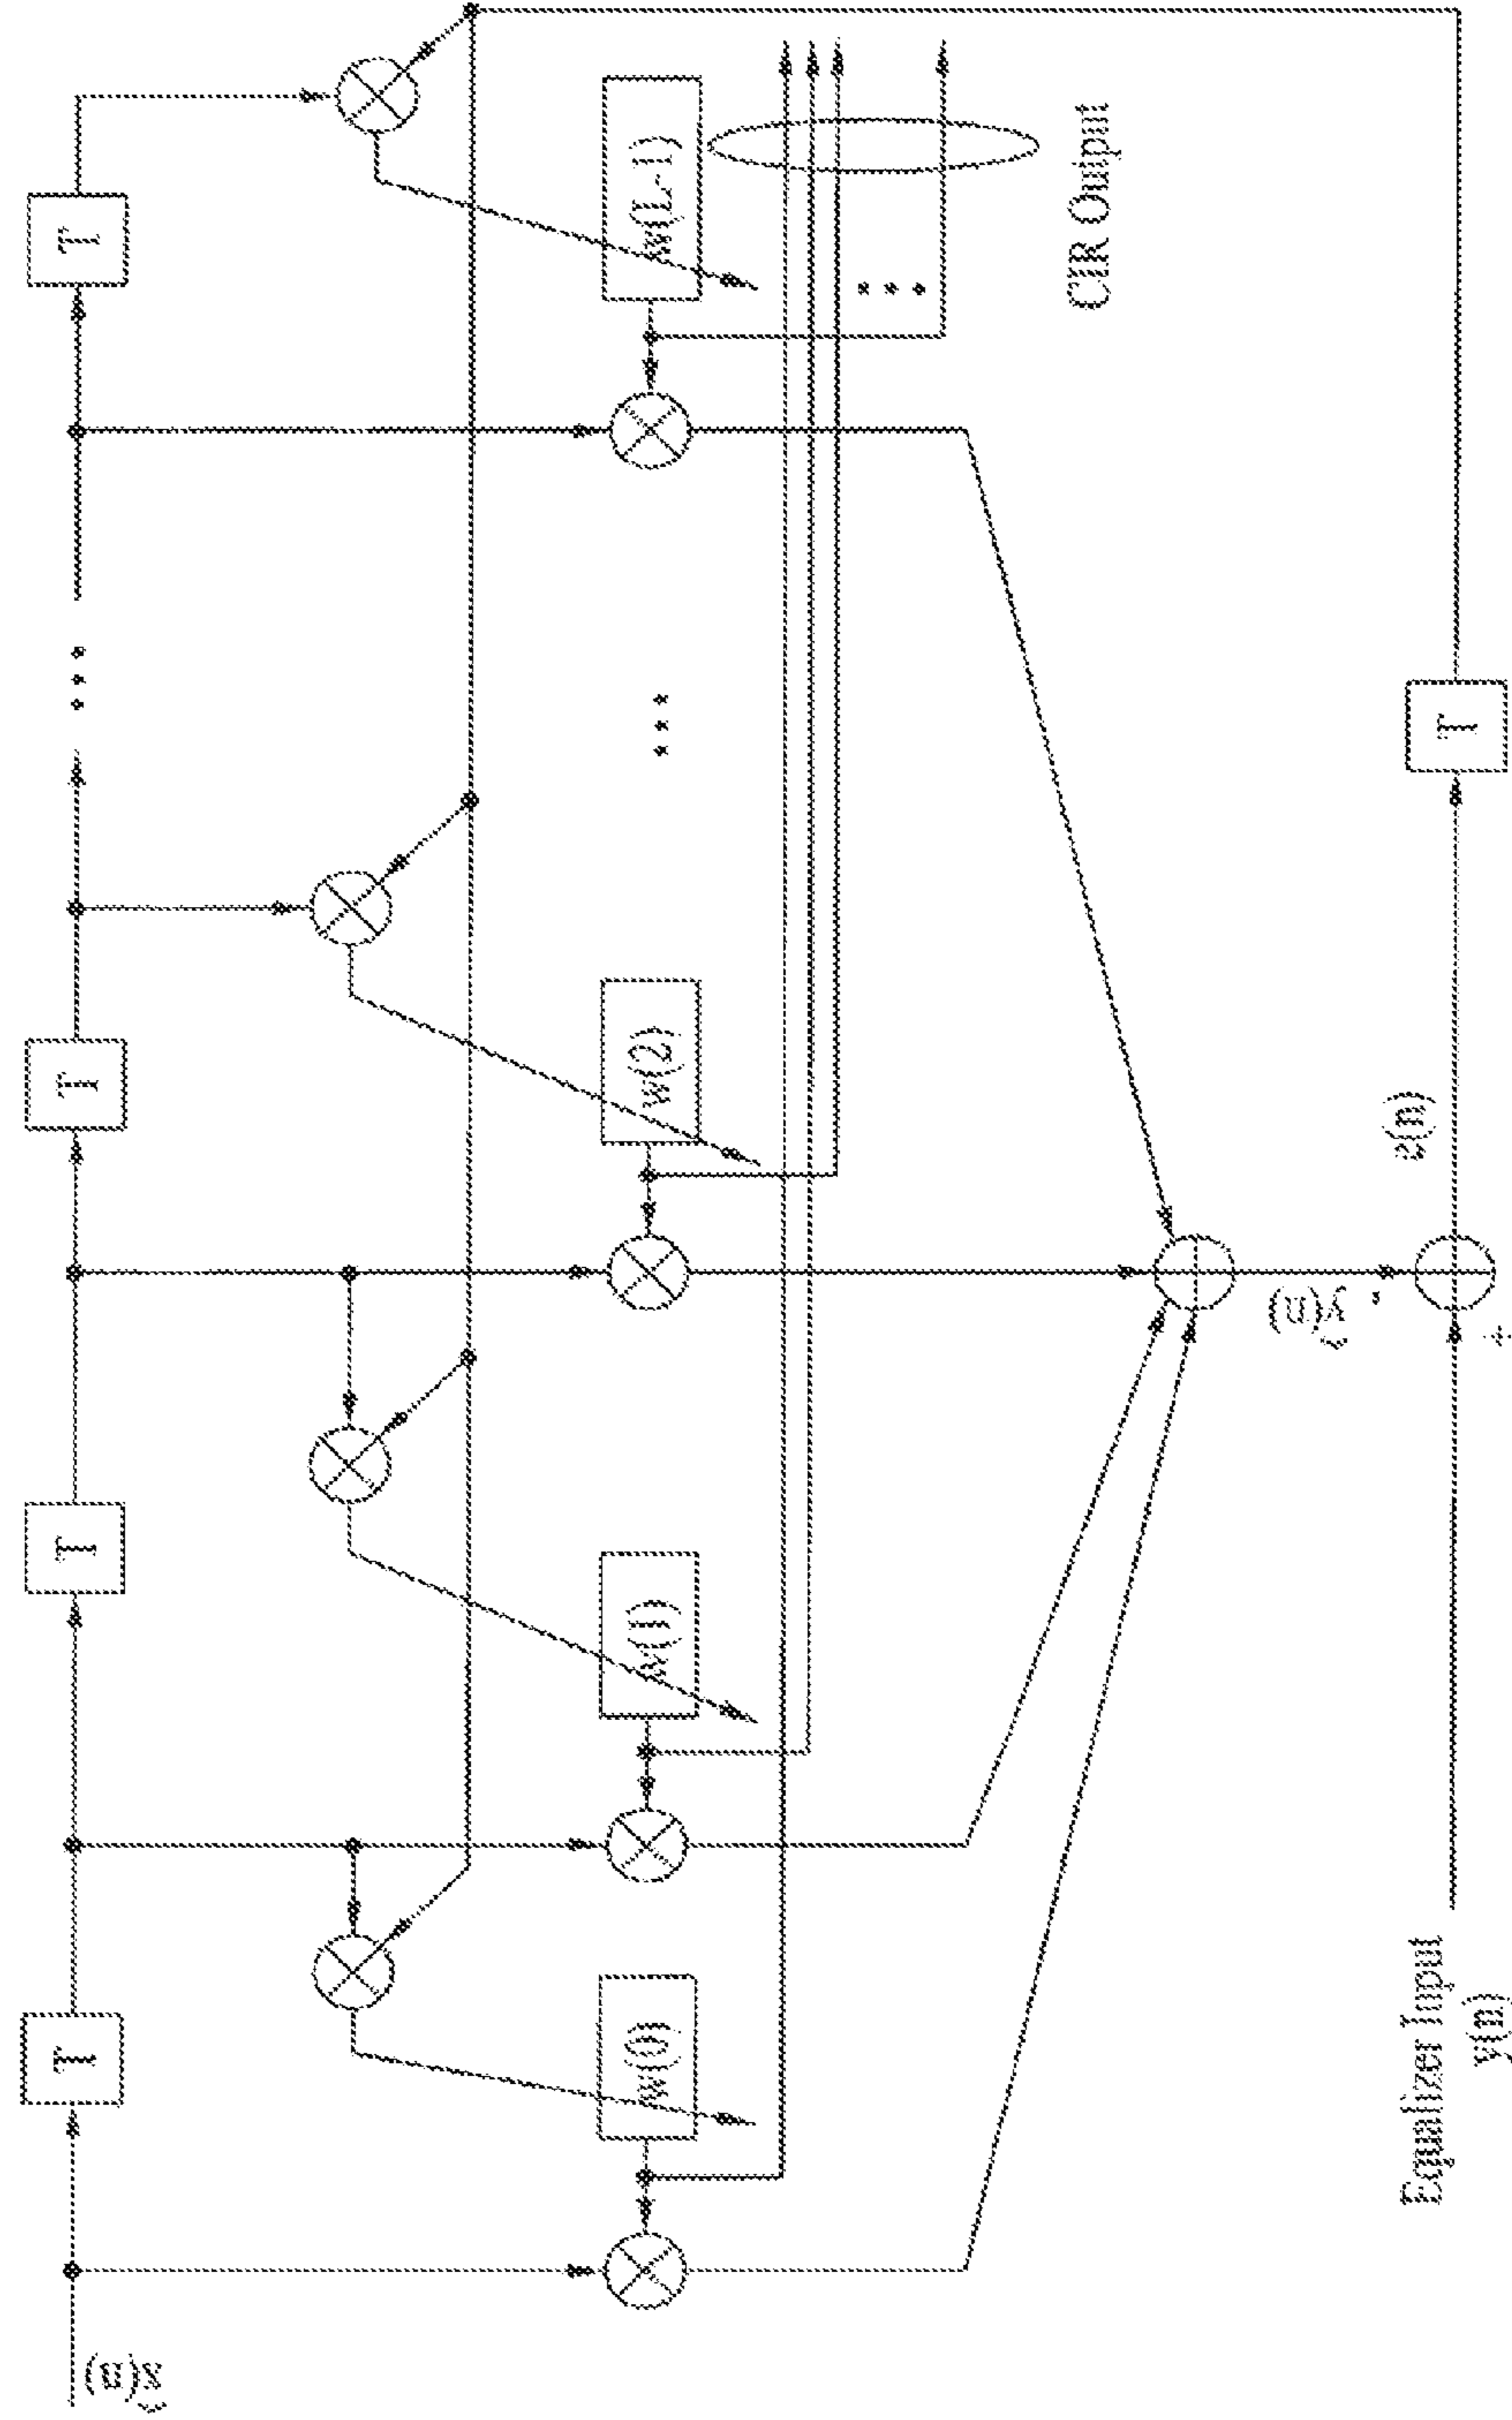 x̂(n)
T
T
T
T
w(0)
w(1)
w(2)
...
w(L-1)
...
...
CIR Output
ŷ(n)
-
Equalizer Input
y(n)
+
e(n)
T